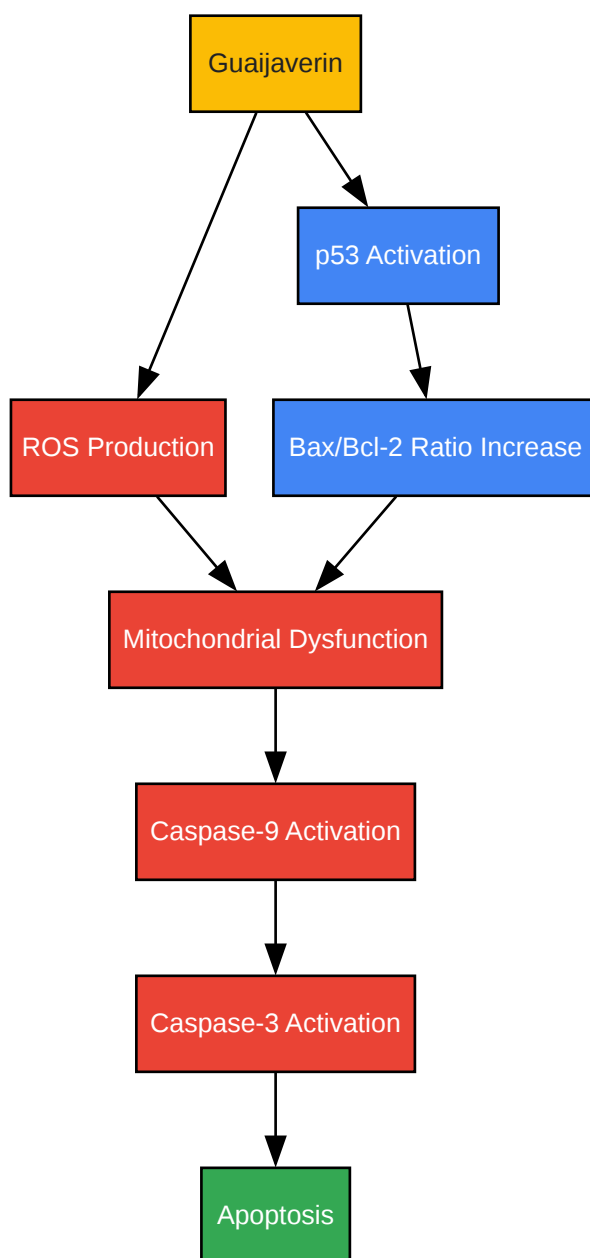 Guaijaverin
p53 Activation
ROS Production
Bax/Bcl-2 Ratio Increase
Mitochondrial Dysfunction
Caspase-9 Activation
Caspase-3 Activation
Apoptosis